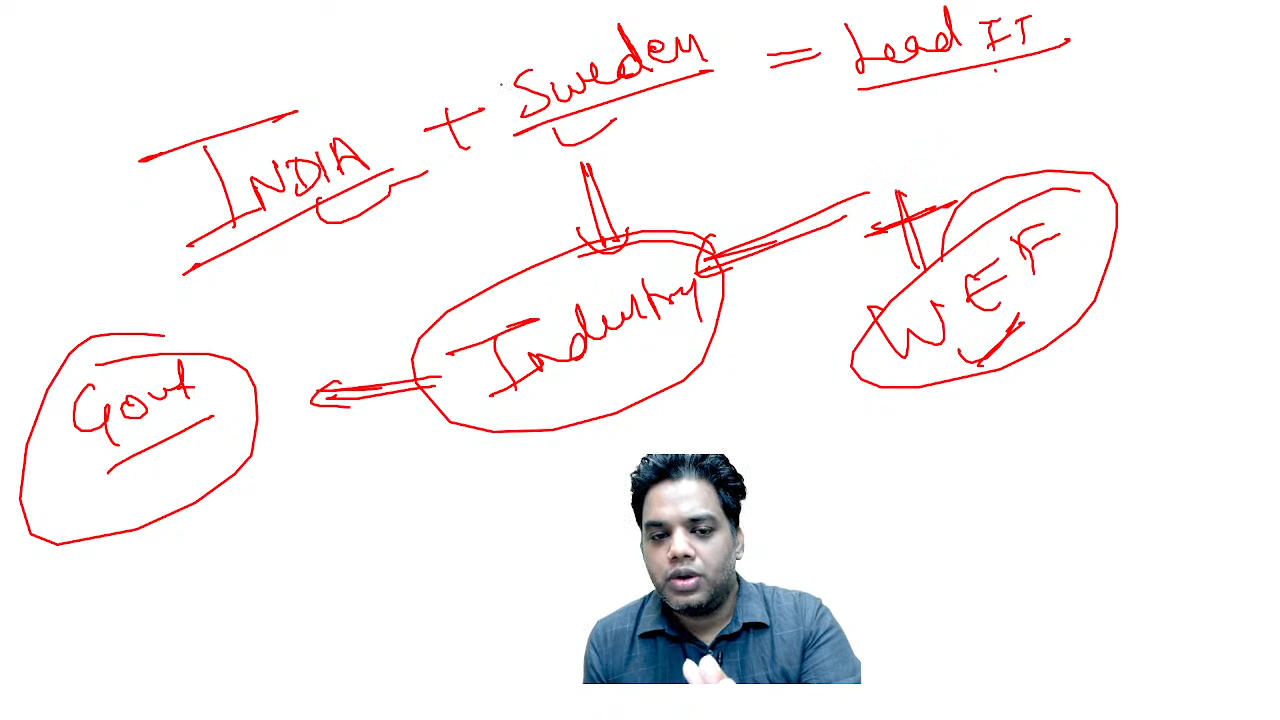 INDIA + Sweden = Lead IT
Industry
WEF
Govt